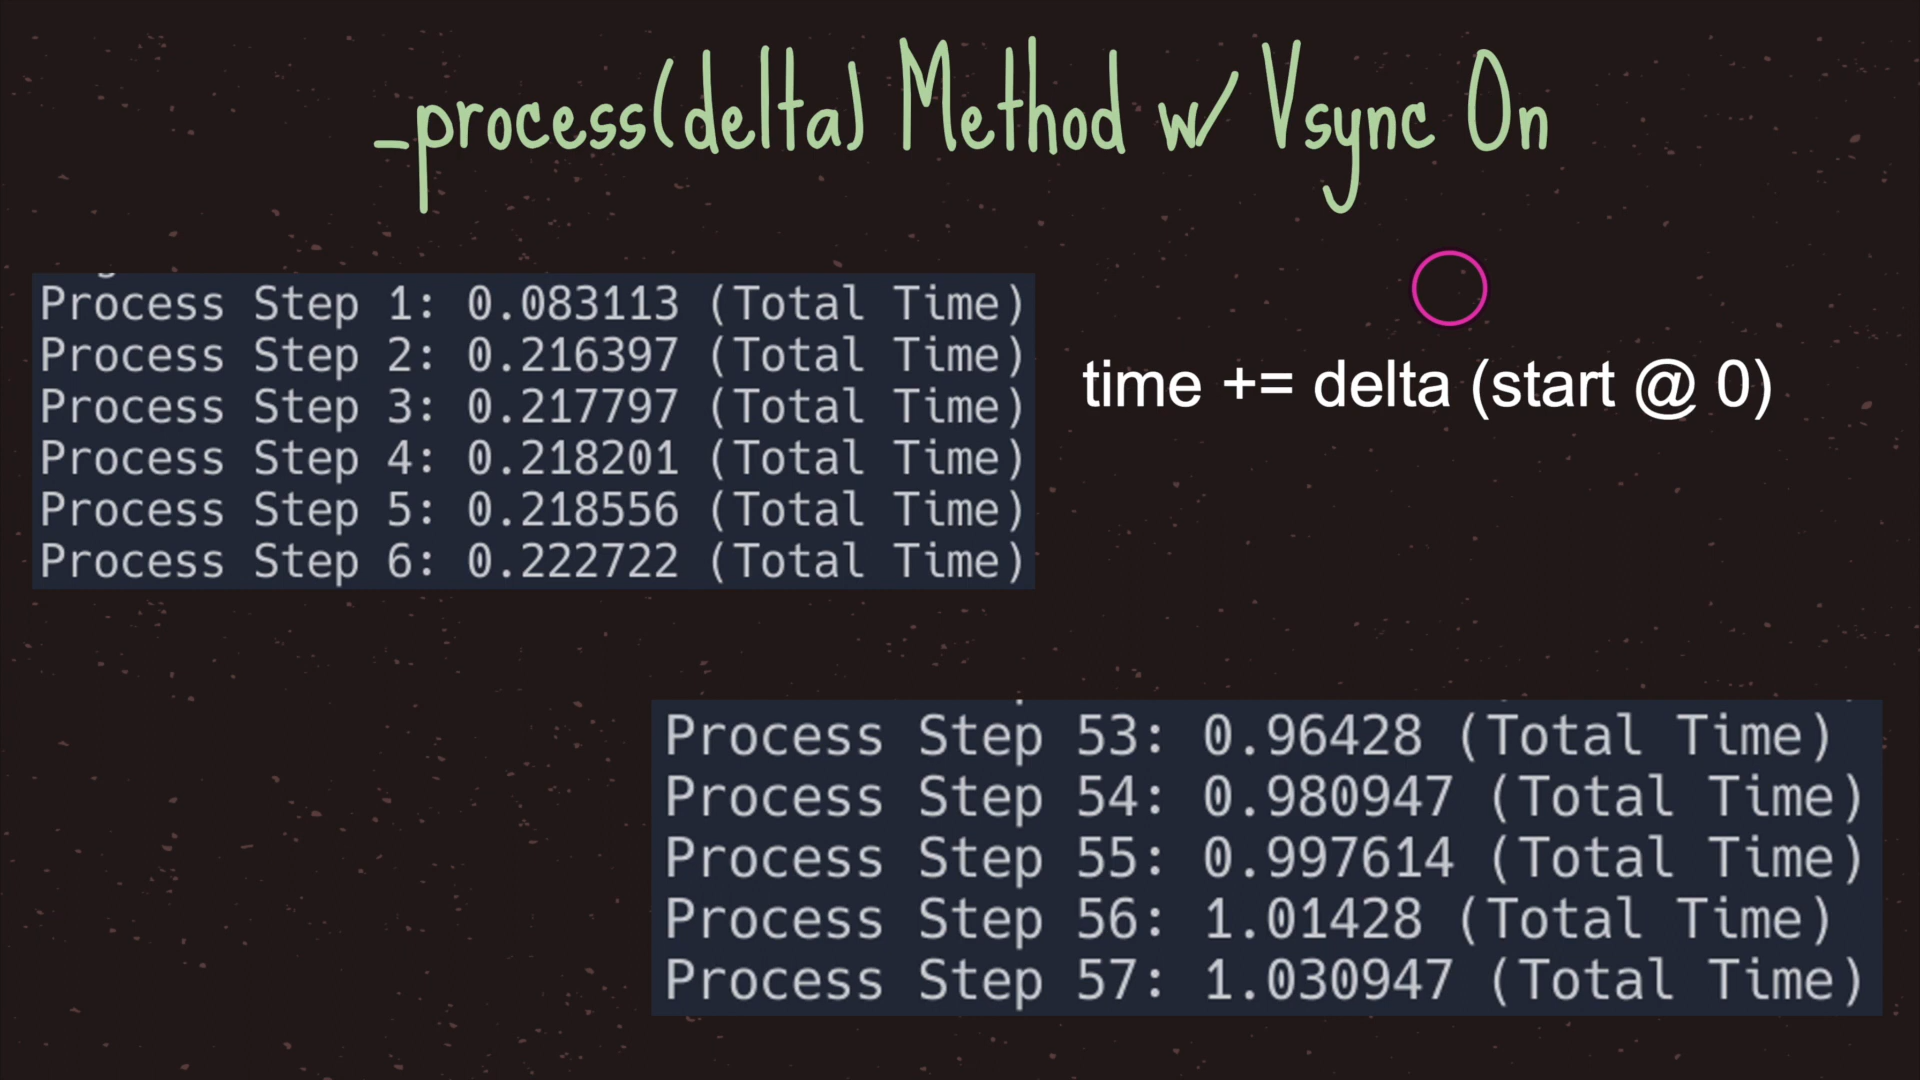 _process(delta) Method w/ Vsync On
Process Step 1: 0.083113 (Total Time)
Process Step 2: 0.216397 (Total Time)
Process Step 3: 0.217797 (Total Time)
Process Step 4: 0.218201 (Total Time)
Process Step 5: 0.218556 (Total Time)
Process Step 6: 0.222722 (Total Time)
time += delta (start @ 0)
Process Step 53: 0.96428 (Total Time)
Process Step 54: 0.980947 (Total Time)
Process Step 55: 0.997614 (Total Time)
Process Step 56: 1.01428 (Total Time)
Process Step 57: 1.030947 (Total Time)